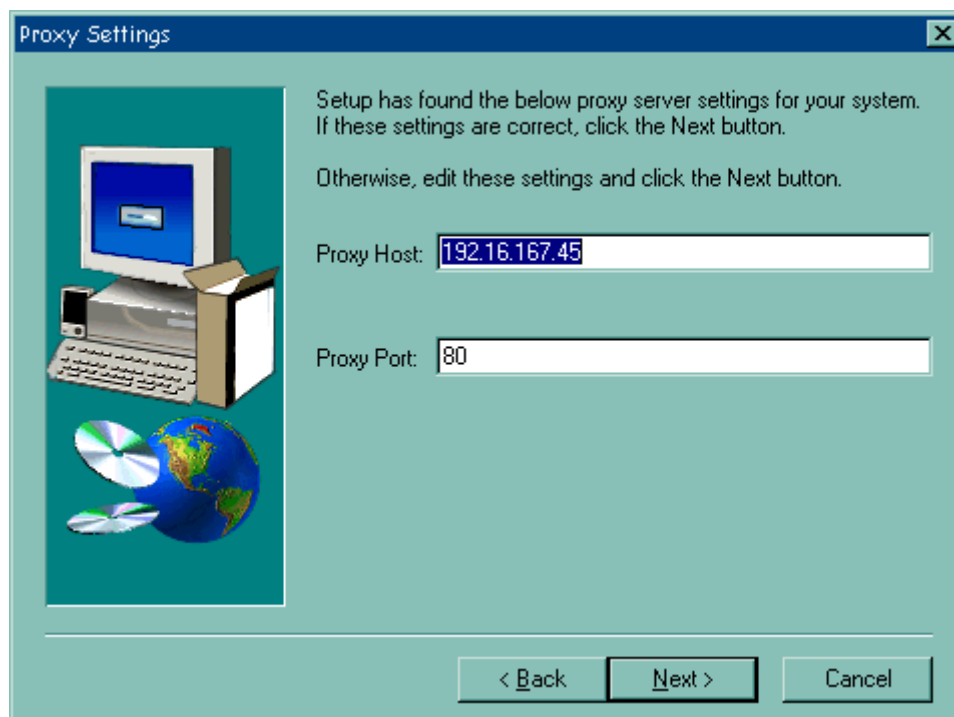 Proxy Settings
Setup has found the below proxy server settings for your system.
If these settings are correct, click the Next button.
Otherwise, edit these settings and click the Next button.
Proxy Host: 192.16.167.45
Proxy Port: 80
< Back Next > Cancel